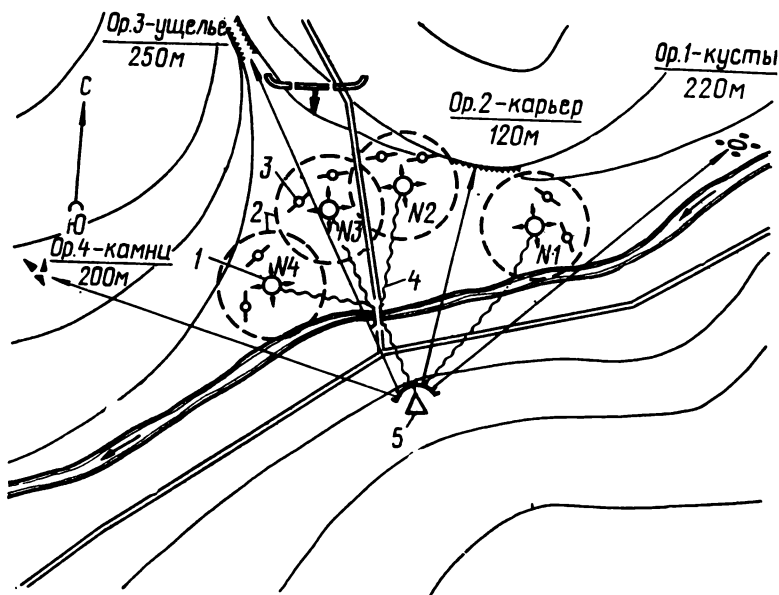 Ор.3-ущелье
250м
Ор.1-кусты
220м
Ор.2-карьер
120м
С
Ю
3
2
1
N3
N2
N1
N4
Ор.4-камни
200м
4
5